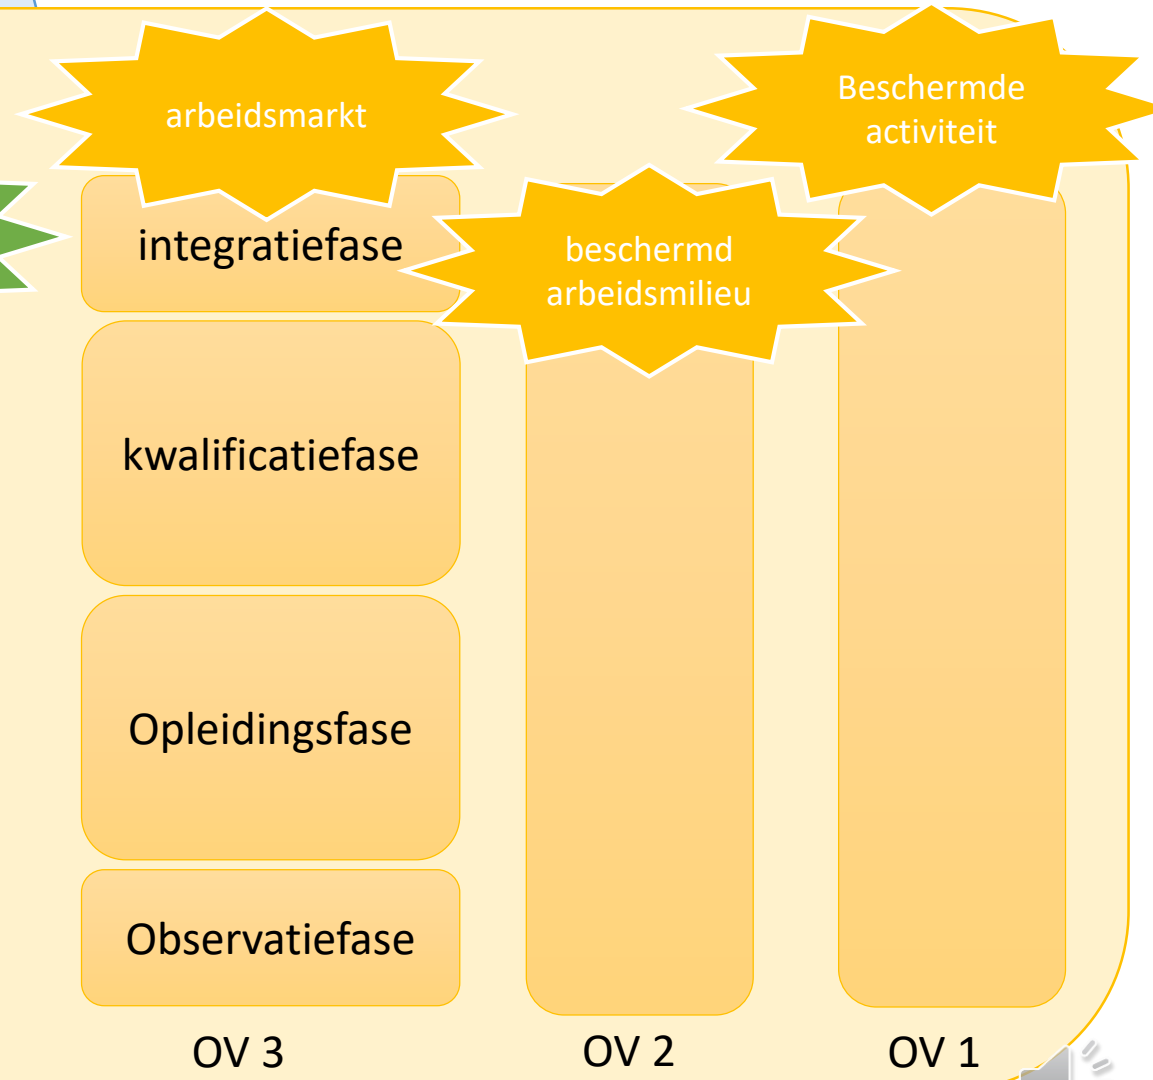 arbeidsmarkt
Beschermde
activiteit
integratiefase
beschermd
arbeidsmilieu
kwalificatiefase
Opleidingsfase
Observatiefase
OV 3
OV 2
OV 1